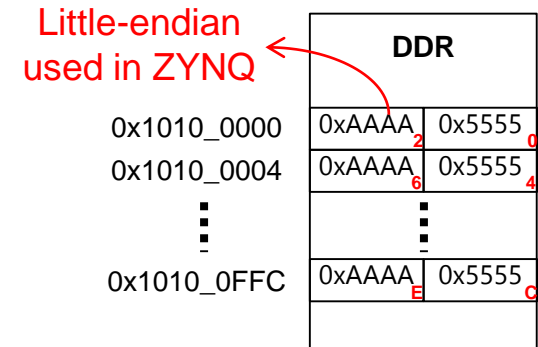 Little-endian
used in ZYNQ
DDR
0x1010_0000 0xAAAA 2 0x5555 0
0x1010_0004 0xAAAA 6 0x5555 4
0x1010_0FFC 0xAAAA E 0x5555 C